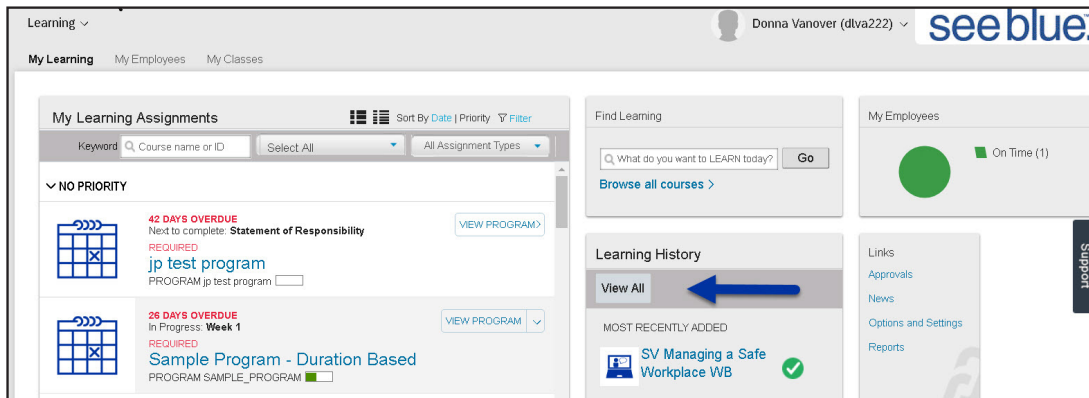 Learning
Donna Vanover (dlva222)
see blue.
My Learning My Employees My Classes
My Learning Assignments
Sort By Date | Priority Filter
Keyword Course name or ID Select All All Assignment Types
NO PRIORITY
42 DAYS OVERDUE
Next to complete: Statement of Responsibility
VIEW PROGRAM>
REQUIRED
jp test program
PROGRAM jp test program
26 DAYS OVERDUE
In Progress: Week 1
VIEW PROGRAM
REQUIRED
Sample Program - Duration Based
PROGRAM SAMPLE_PROGRAM
Find Learning
What do you want to LEARN today? Go
Browse all courses >
Learning History
View All
MOST RECENTLY ADDED
SV Managing a Safe
Workplace WB
My Employees
On Time (1)
Links
Approvals
News
Options and Settings
Reports
Support